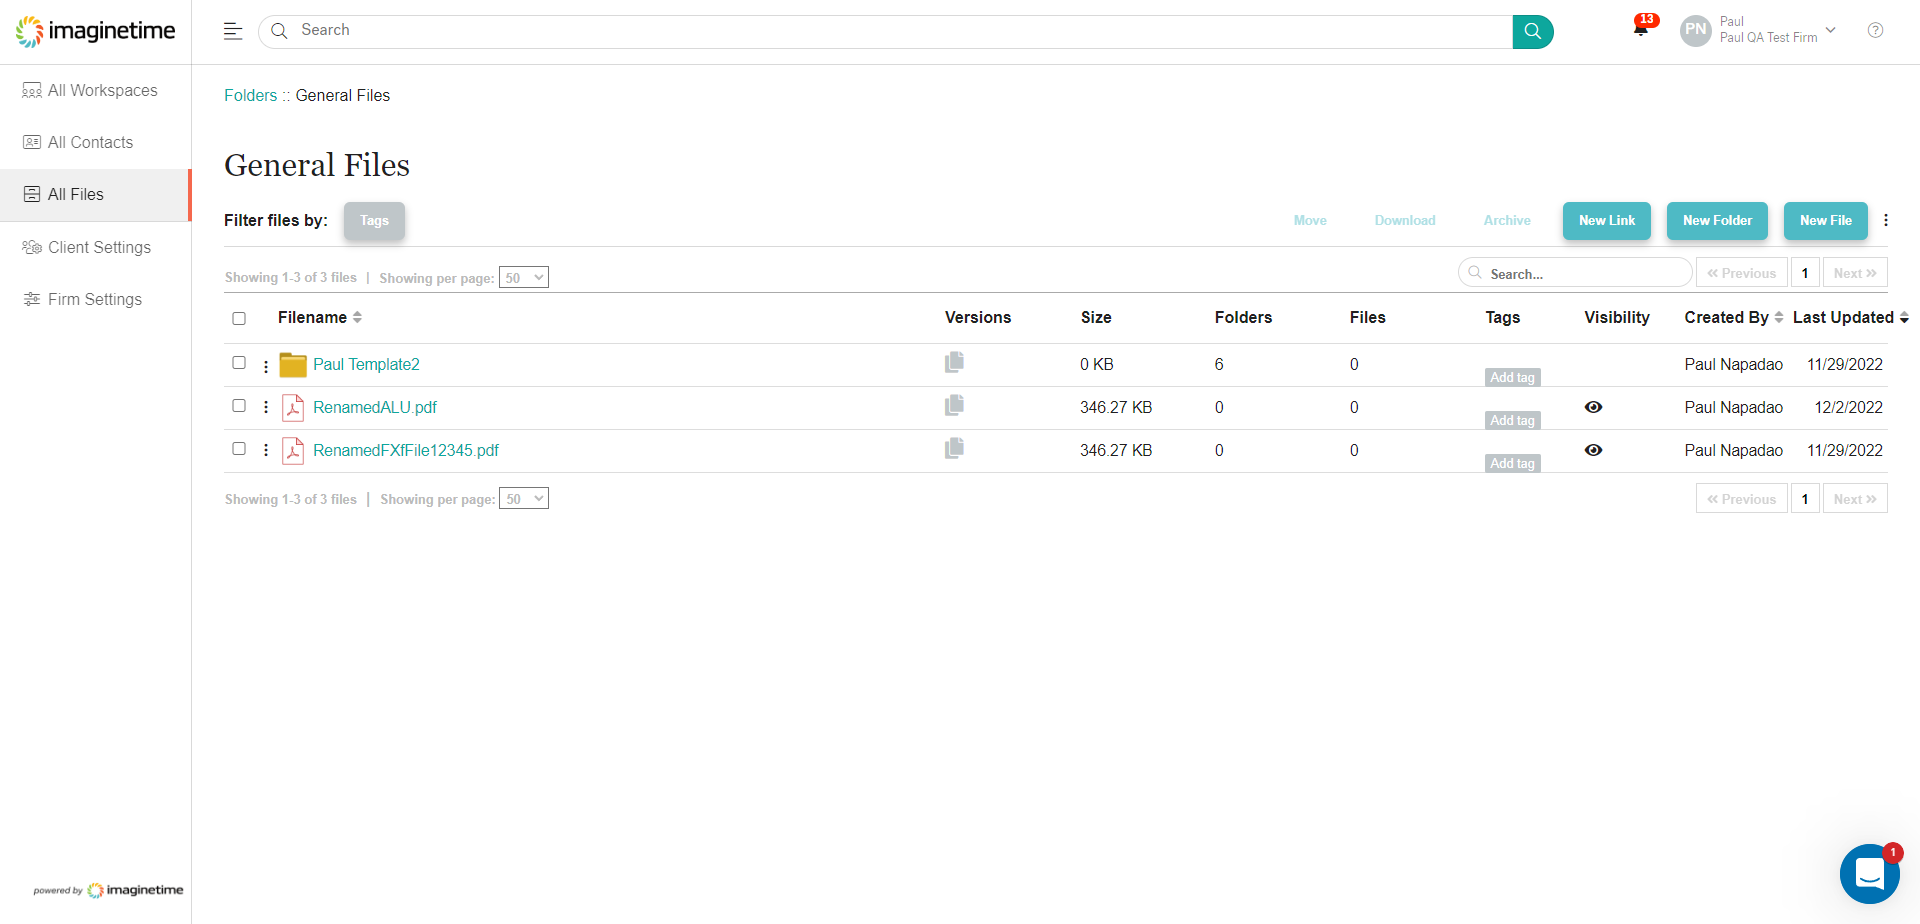 imaginetime
Search
13
PN
Paul
Paul QA Test Firm
?
All Workspaces
All Contacts
All Files
Client Settings
Firm Settings
Folders :: General Files
General Files
Filter files by: Tags Move Download Archive New Link New Folder New File
Showing 1-3 of 3 files | Showing per page: 50 Search... « Previous 1 Next »
Filename Versions Size Folders Files Tags Visibility Created By Last Updated
Paul Template2 0 KB 6 0 Add tag Paul Napadao 11/29/2022
RenamedALU.pdf 346.27 KB 0 0 Add tag Paul Napadao 12/2/2022
RenamedFXfFile12345.pdf 346.27 KB 0 0 Add tag Paul Napadao 11/29/2022
Showing 1-3 of 3 files | Showing per page: 50 « Previous 1 Next »
1
powered by imaginetime